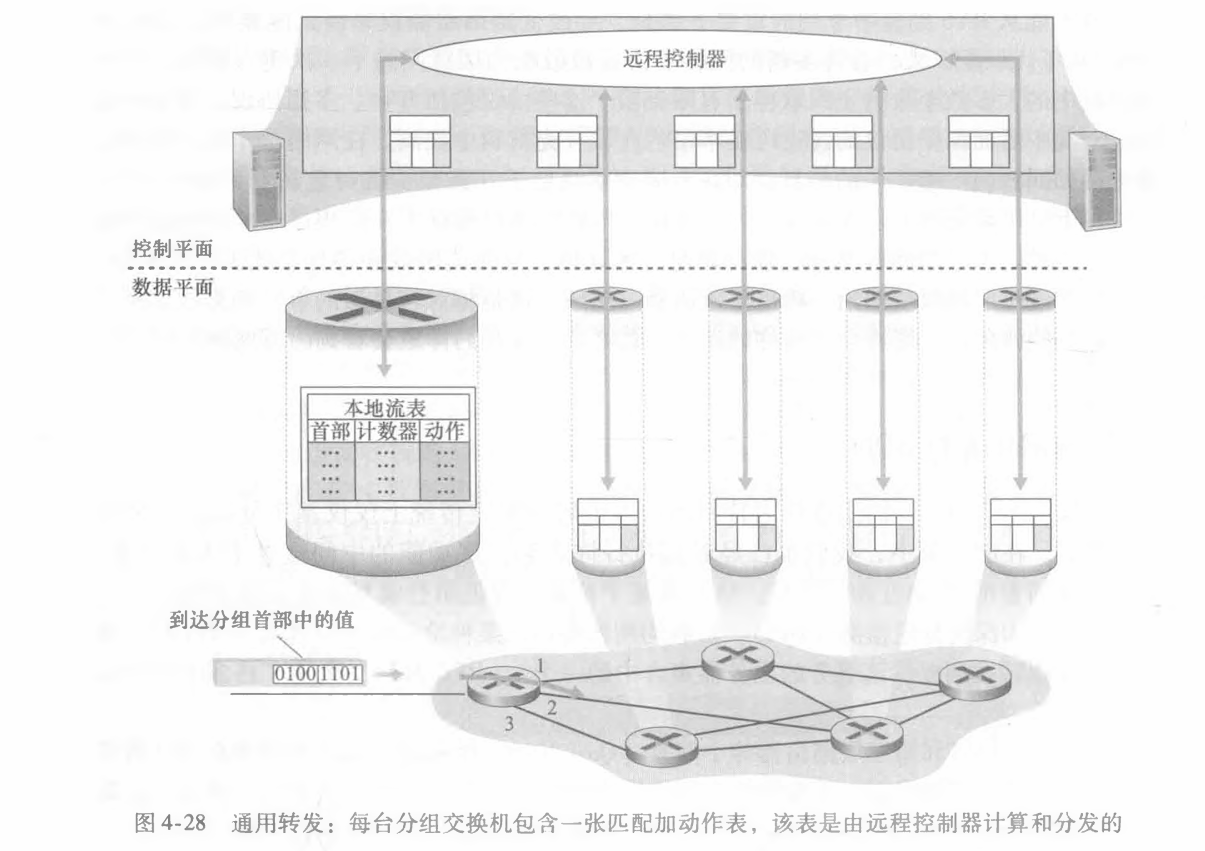 远程控制器
控制平面
数据平面
本地流表
首部 计数器 动作
... ... ...
... ... ...
... ... ...
... ... ...
到达分组首部中的值
01001101
1
2
3
图 4-28 通用转发：每台分组交换机包含一张匹配加动作表，该表是由远程控制器计算和分发的